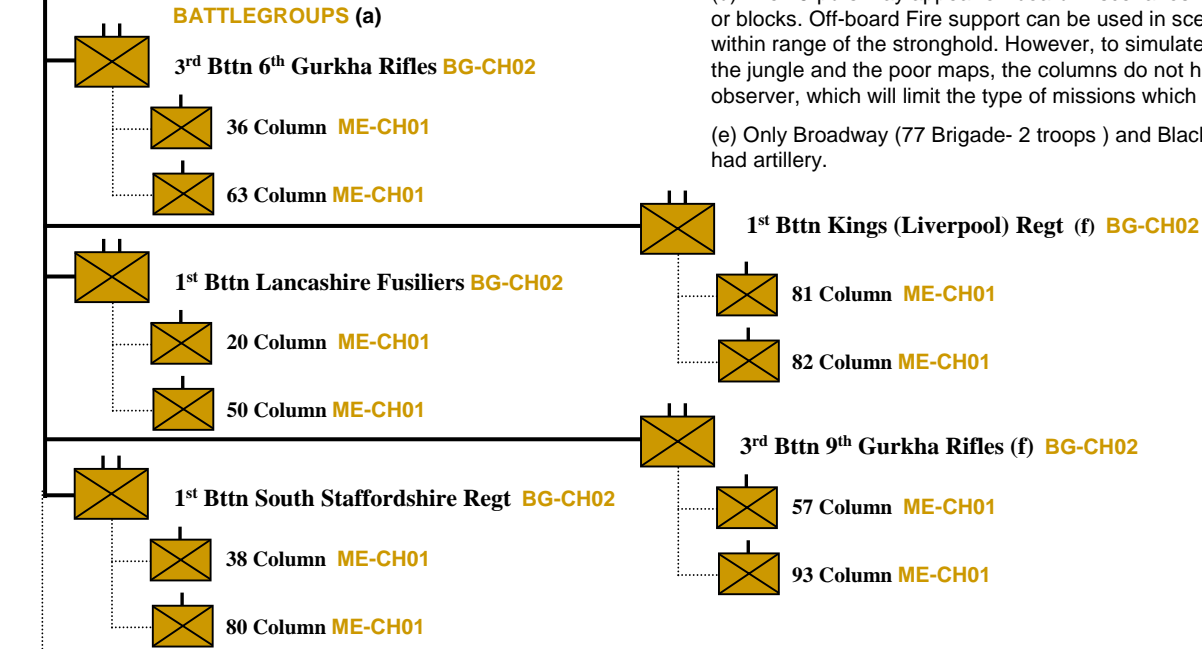 BATTLEGROUPS (a)
3rd Bttn 6th Gurkha Rifles BG-CH02
36 Column ME-CH01
63 Column ME-CH01
1st Bttn Lancashire Fusiliers BG-CH02
20 Column ME-CH01
50 Column ME-CH01
1st Bttn South Staffordshire Regt BG-CH02
38 Column ME-CH01
80 Column ME-CH01
or blocks. Off-board Fire support can be used in sce
within range of the stronghold. However, to simulate
the jungle and the poor maps, the columns do not h
observer, which will limit the type of missions which
(e) Only Broadway (77 Brigade- 2 troops ) and Black
had artillery.
1st Bttn Kings (Liverpool) Regt (f) BG-CH02
81 Column ME-CH01
82 Column ME-CH01
3rd Bttn 9th Gurkha Rifles (f) BG-CH02
57 Column ME-CH01
93 Column ME-CH01